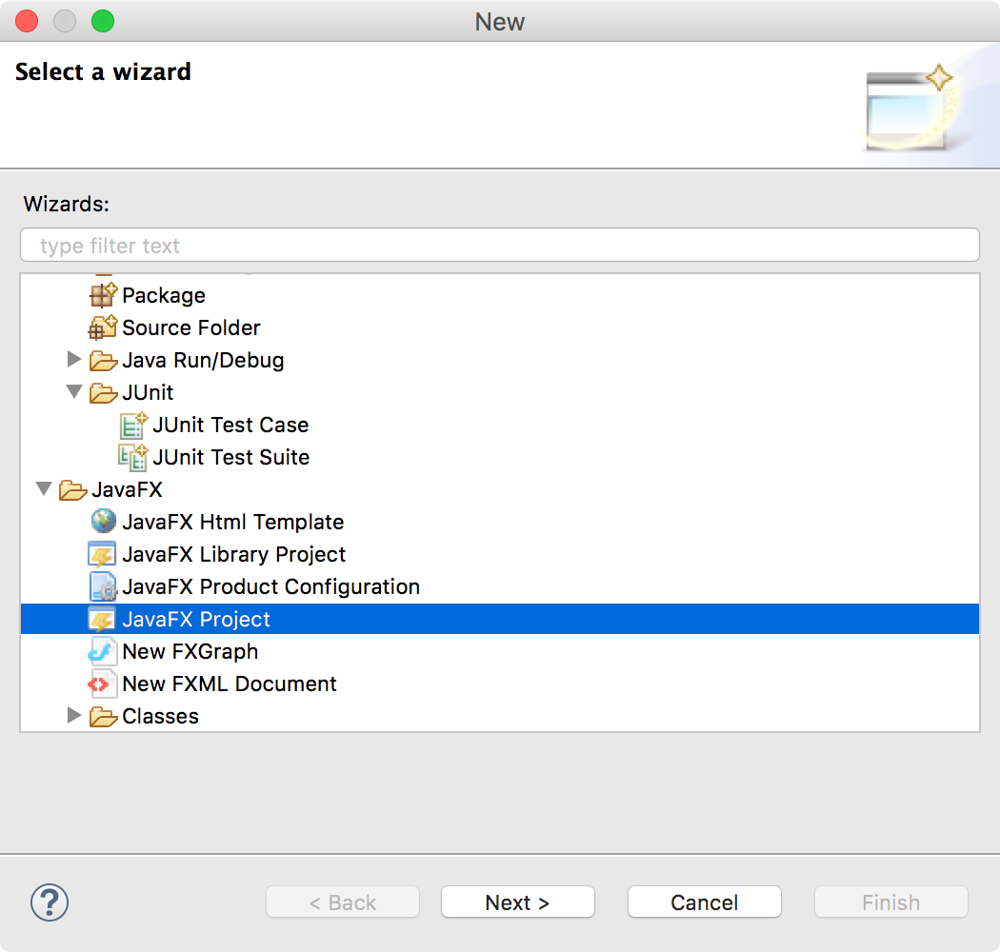 New
Select a wizard
Wizards:
type filter text
Package
Source Folder
Java Run/Debug
JUnit
JUnit Test Case
JUnit Test Suite
JavaFX
JavaFX Html Template
JavaFX Library Project
JavaFX Product Configuration
JavaFX Project
New FXGraph
New FXML Document
Classes
?
< Back
Next >
Cancel
Finish